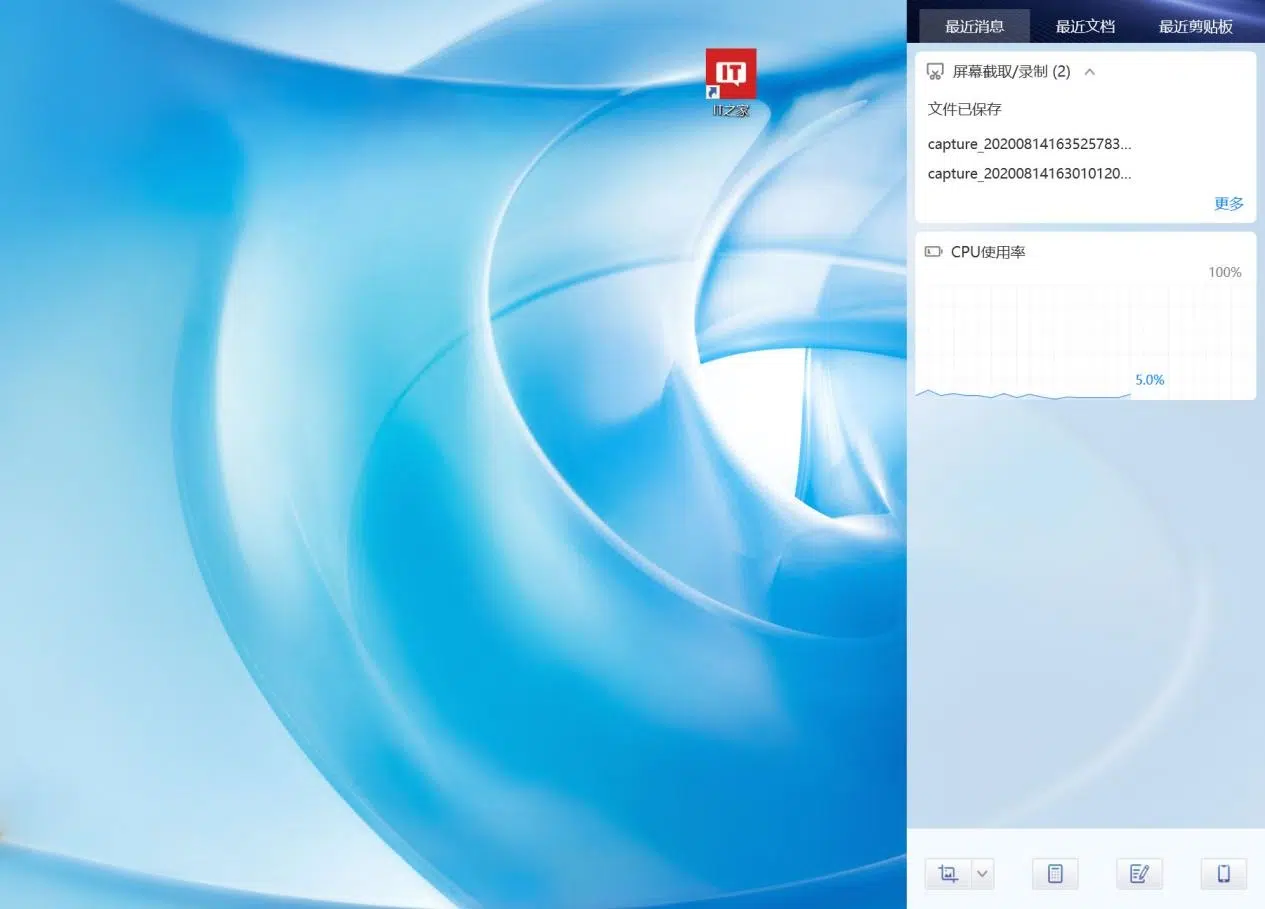 IT
IT之家
最近消息
最近文档
最近剪贴板
屏幕截取/录制 (2)
文件已保存
capture_20200814163525783...
capture_20200814163010120...
更多
CPU使用率
100%
5.0%